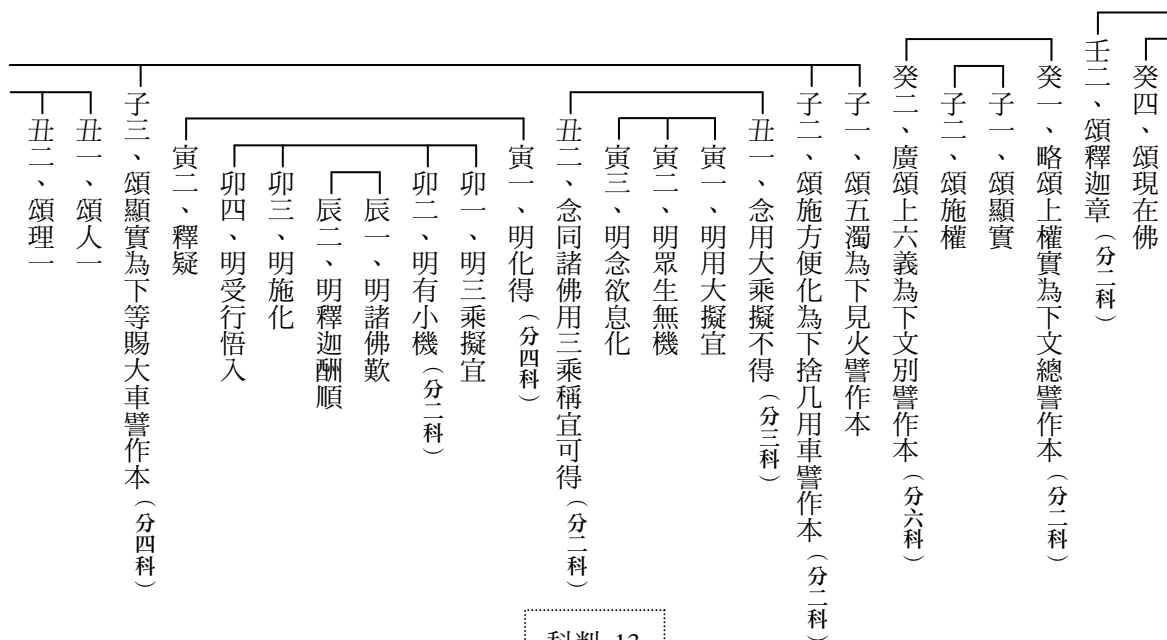 癸四、頌現在佛
壬二、頌釋迦章（分二科）
癸一、略頌上權實為下文總譬作本（分二科）
子一、頌顯實
子二、頌施權
癸二、廣頌上六義為下文別譬作本（分六科）
子一、頌五濁為下見火譬作本
子二、頌施方便化為下捨几用車譬作本（分二科）
丑一、念用大乘擬不得（分三科）
寅一、明用大擬宜
寅二、明眾生無機
寅三、明念欲息化
丑二、念同諸佛用三乘稱宜可得（分二科）
寅一、明化得（分四科）
卯一、明三乘擬宜
卯二、明有小機（分二科）
辰一、明諸佛歎
辰二、明釋迦酬順
卯三、明施化
卯四、明受行悟入
寅二、釋疑
子三、頌顯實為下等賜大車譬作本（分四科）
丑一、頌人一
丑二、頌理一
科判-13